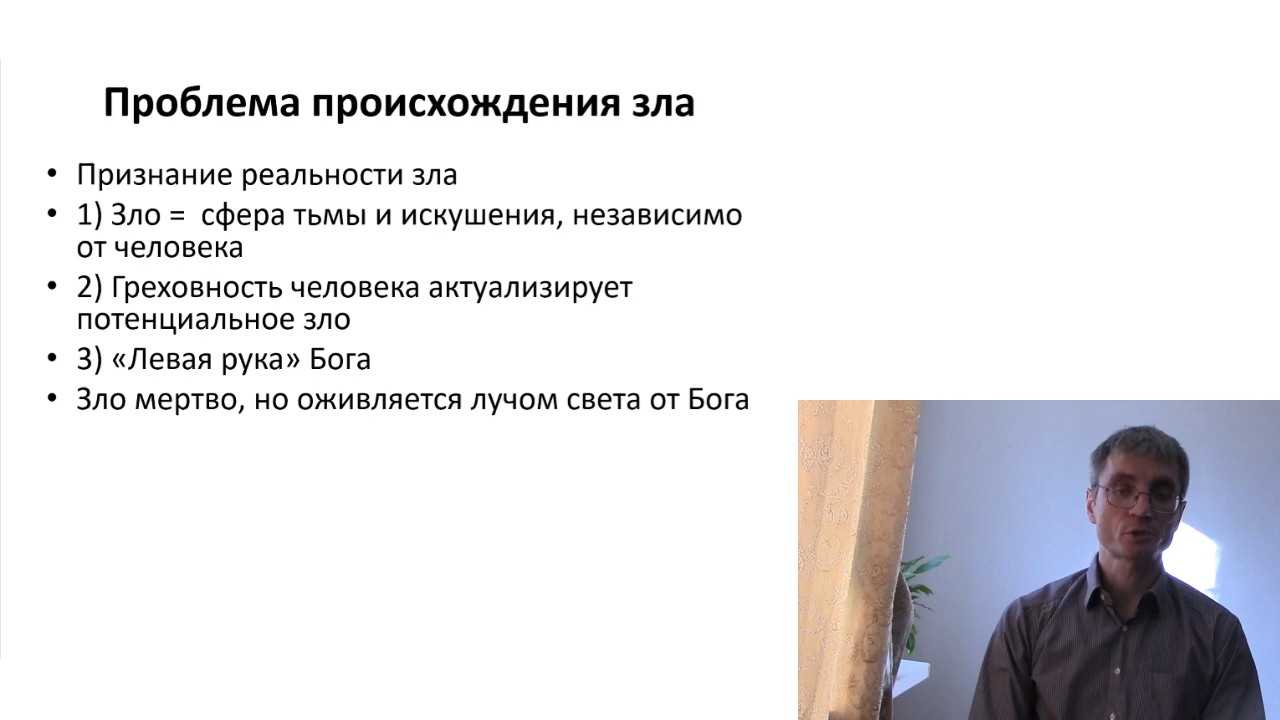 Проблема происхождения зла
• Признание реальности зла
• 1) Зло = сфера тьмы и искушения, независимо
от человека
• 2) Греховность человека актуализирует
потенциальное зло
• 3) «Левая рука» Бога
• Зло мертво, но оживляется лучом света от Бога